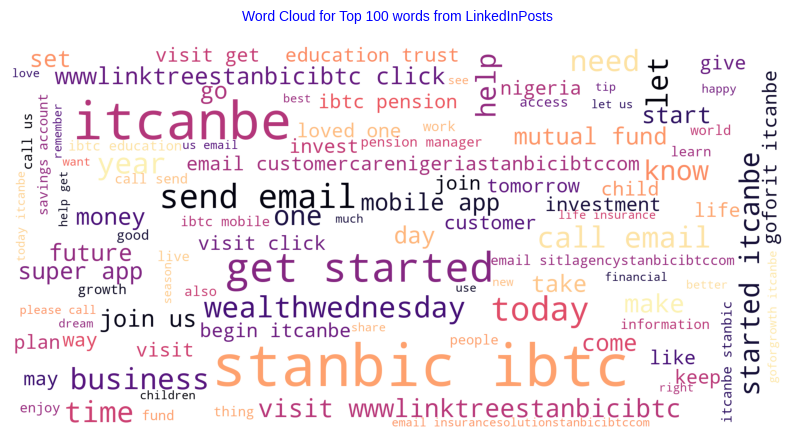 Word Cloud for Top 100 words from LinkedInPosts
set
visit get
education trust
need
let
give
love
wwwlinktreestanbicibtc click
see
help
nigeria
tip
happy
go
best
ibtc pension
access
let us
start
itcanbe
loved one
work
mutual fund
world
call us
remember
savings account
ibtc education
us email
invest
pension manager
learn
want
year
email customercarenigeriastanbicibtccom
know
goforit itcanbe
call send
join
tomorrow
child
today itcanbe
help get
send email
mobile app
investment
life
money
ibtc mobile
one
much
customer
life insurance
started itcanbe
good
visit click
day
call email
future
live
super app
season
get started
email sitlagencystanbicibtccom
growth
also
use
new
take
financial
better
goforgrowth itcanbe
please call
join us
wealthwednesday
today
make
dream
begin itcanbe
share
information
itcanbe stanbic
plan
way
visit
people
come
like
may
business
stanbic ibtc
keep
right
children
enjoy
time
fund
thing
visit wwwlinktreestanbicibtc
email insurancesolutionstanbicibtccom